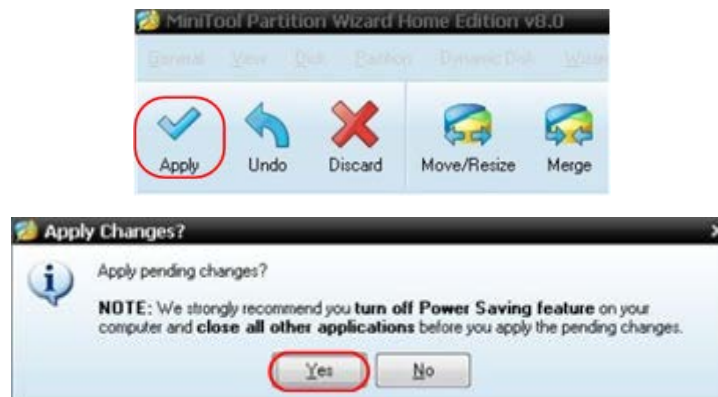 MiniTool Partition Wizard Home Edition v8.0
General View Disk Partition Dynamic Disk
Apply Undo Discard Move/Resize Merge
Apply Changes?
Apply pending changes?
NOTE: We strongly recommend you turn off Power Saving feature on your
computer and close all other applications before you apply the pending changes.
Yes No